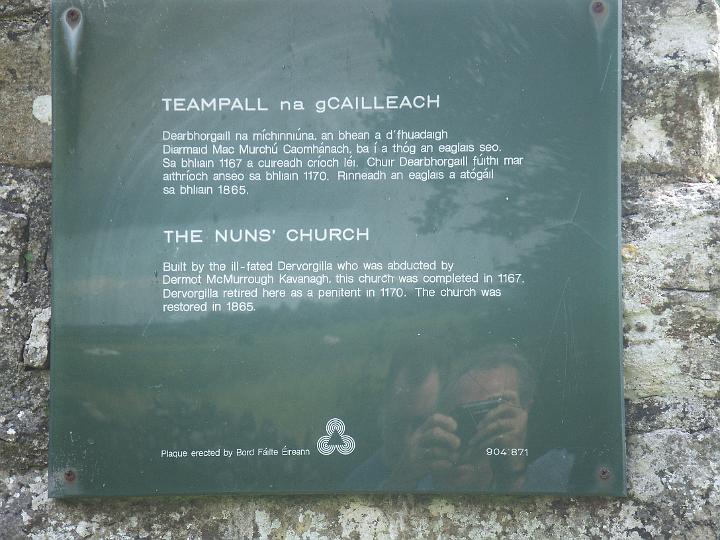 TEAMPALL na gCAILLEACH
Dearbhorgaill na míchinniúna, an bhean a d'fhuadaigh
Diarmaid Mac Murchú Caomhánach, ba í a thóg an eaglais seo.
Sa bhliain 1167 a cuireadh críoch léi. Chuir Dearbhorgaill fúithi mar
aithríoch anseo sa bhliain 1170. Rinneadh an eaglais a atógáil
sa bhliain 1865.
THE NUNS' CHURCH
Built by the ill-fated Dervorgilla who was abducted by
Dermot McMurrough Kavanagh, this church was completed in 1167.
Dervorgilla retired here as a penitent in 1170. The church was
restored in 1865.
Plaque erected by Bord Fáilte Éireann
904/871